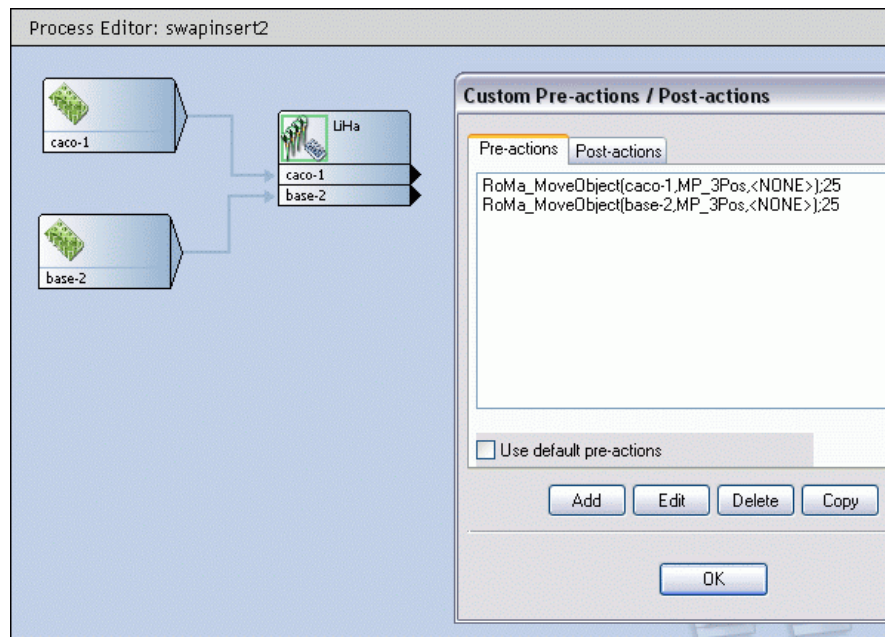 Process Editor: swapinsert2
caco-1
base-2
LiHa
caco-1
base-2
Custom Pre-actions / Post-actions
Pre-actions
Post-actions
RoMa_MoveObject(caco-1,MP_3Pos,<NONE>);25
RoMa_MoveObject(base-2,MP_3Pos,<NONE>);25
Use default pre-actions
Add
Edit
Delete
Copy
OK